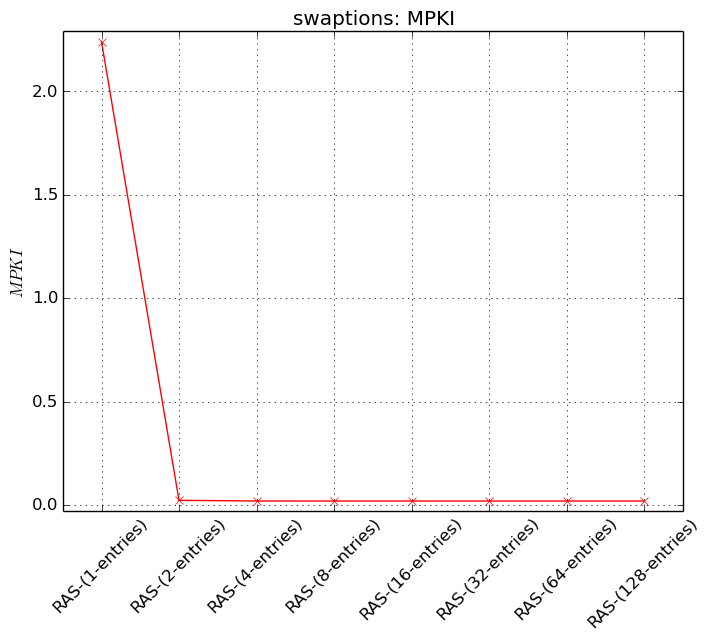 swaptions: MPKI
MPKI
2.0
1.5
1.0
0.5
0.0
RAS-(1-entries)
RAS-(2-entries)
RAS-(4-entries)
RAS-(8-entries)
RAS-(16-entries)
RAS-(32-entries)
RAS-(64-entries)
RAS-(128-entries)